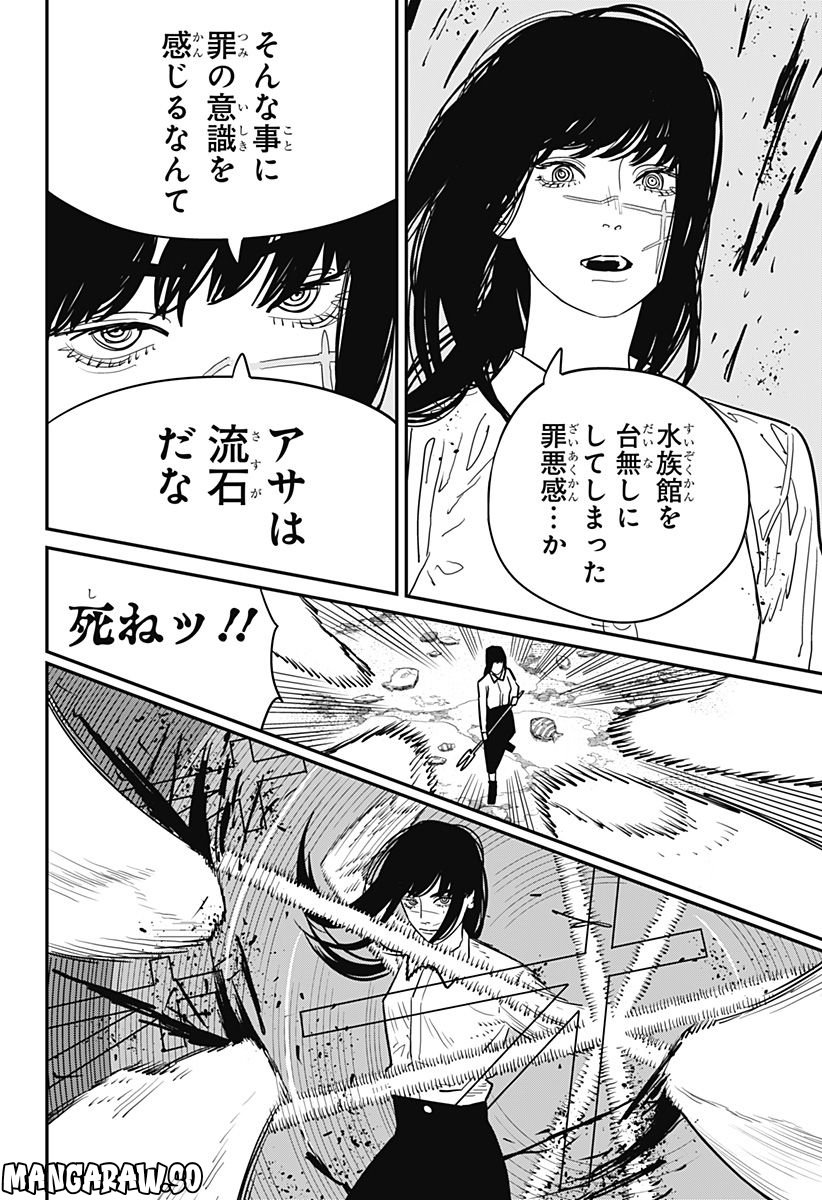 水族館を
台無しに
してしまった
罪悪感…か
そんな事に
罪の意識を
感じるなんて
アサは
流石
だな
死ねッ!!
MANGARAW.SO